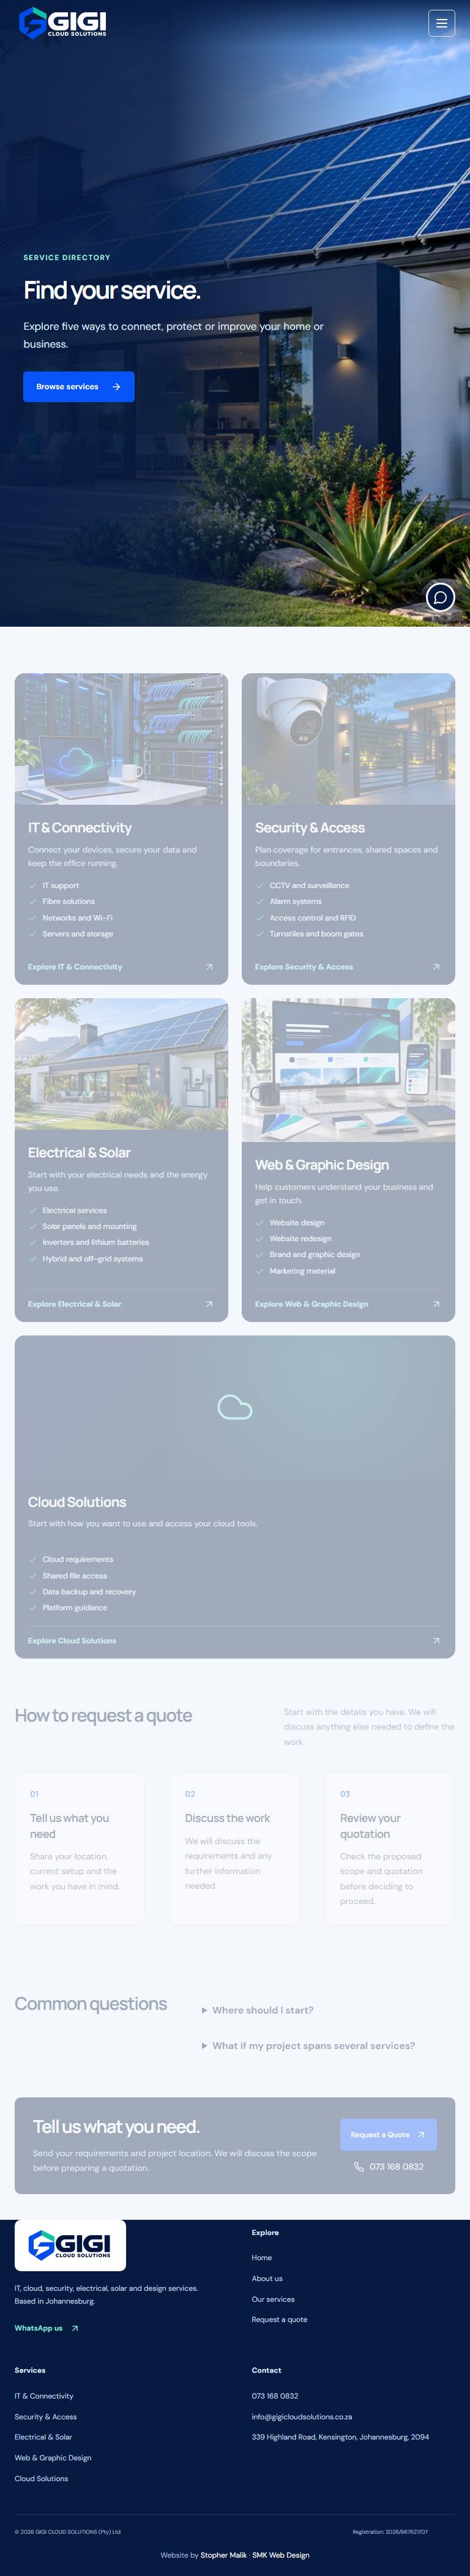 GIGI
CLOUD SOLUTIONS
SERVICE DIRECTORY
Find your service.
Explore five ways to connect, protect or improve your home or
business.
Browse services
IT & Connectivity
Connect your devices, secure your data and
keep the office running.
IT support
Fibre solutions
Networks and Wi-Fi
Servers and storage
Explore IT & Connectivity
Security & Access
Plan coverage for entrances, shared spaces and
boundaries.
CCTV and surveillance
Alarm systems
Access control and RFID
Turnstiles and boom gates
Explore Security & Access
Electrical & Solar
Start with your electrical needs and the energy
you use.
Electrical services
Solar panels and mounting
Inverters and lithium batteries
Hybrid and off-grid systems
Explore Electrical & Solar
Web & Graphic Design
Help customers understand your business and
get in touch.
Website design
Website redesign
Brand and graphic design
Marketing material
Explore Web & Graphic Design
Cloud Solutions
Start with how you want to use and access your cloud tools.
Cloud requirements
Shared file access
Data backup and recovery
Platform guidance
Explore Cloud Solutions
How to request a quote
Start with the details you have. We will
discuss anything else needed to define the
work.
01
Tell us what you
need
Share your location,
current setup and the
work you have in mind.
02
Discuss the work
We will discuss the
requirements and any
further information
needed.
03
Review your
quotation
Check the proposed
scope and quotation
before deciding to
proceed.
Common questions
Where should I start?
What if my project spans several services?
Tell us what you need.
Send your requirements and project location. We will discuss the scope
before preparing a quotation.
Request a Quote
073 168 0832
GIGI
CLOUD SOLUTIONS
IT, cloud, security, electrical, solar and design services.
Based in Johannesburg.
WhatsApp us
Explore
Home
About us
Our services
Request a quote
Services
IT & Connectivity
Security & Access
Electrical & Solar
Web & Graphic Design
Cloud Solutions
Contact
073 168 0832
info@gigicloudsolutions.co.za
339 Highland Road, Kensington, Johannesburg, 2094
© 2026 GIGI CLOUD SOLUTIONS (Pty) Ltd
Registration: 2026/667627/07
Website by Stopher Malik · SMK Web Design